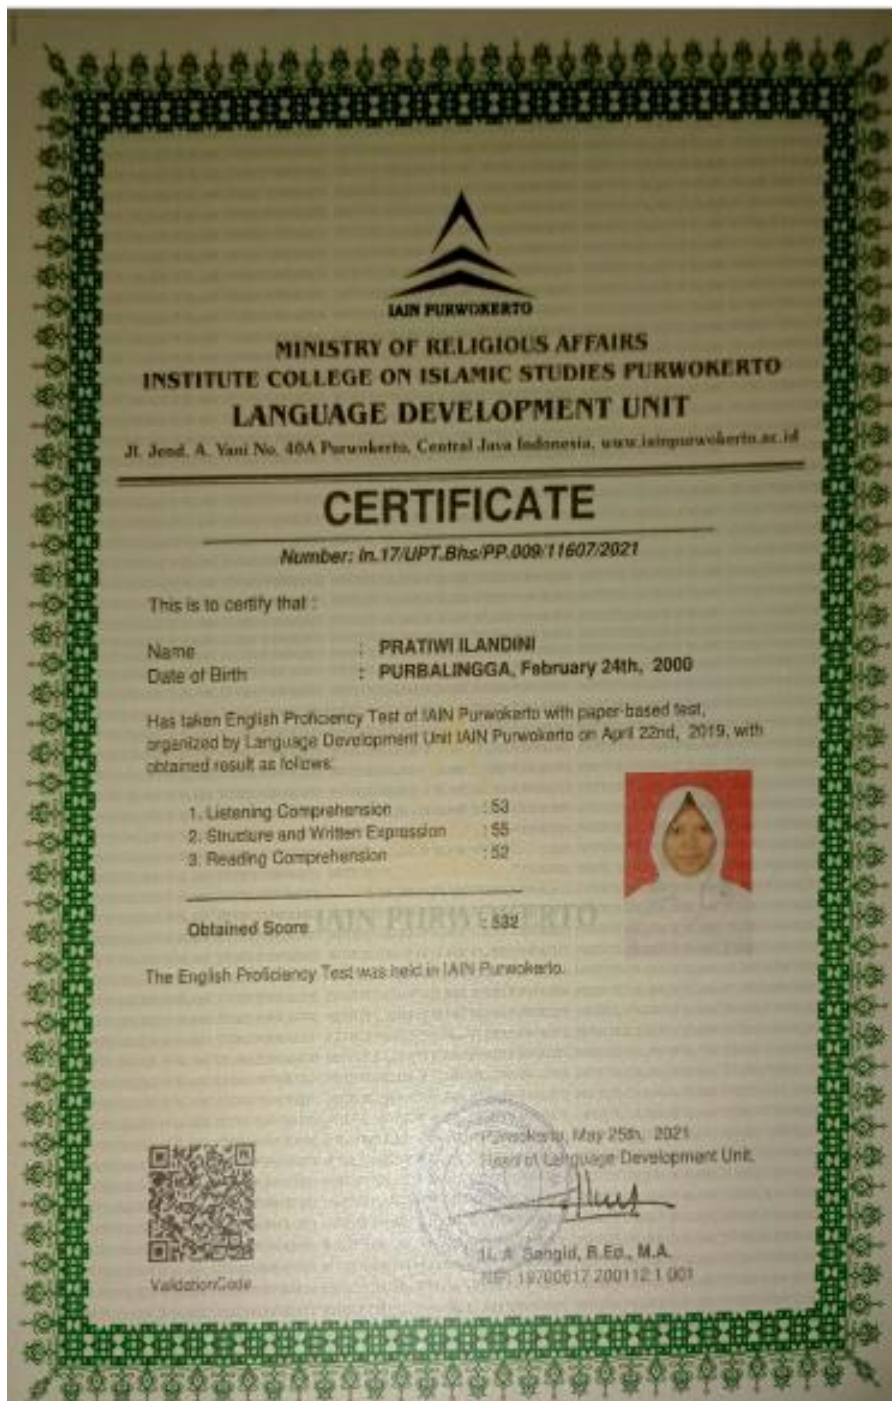 IAIN PURWOKERTO
MINISTRY OF RELIGIOUS AFFAIRS
INSTITUTE COLLEGE ON ISLAMIC STUDIES PURWOKERTO
LANGUAGE DEVELOPMENT UNIT
Jl. Jend. A. Yani No. 40A Purwokerto, Central Java Indonesia, www.iainpurwokerto.ac.id
CERTIFICATE
Number: In.17/UPT.Bhs/PP.009/11607/2021
This is to certify that :
Name : PRATIWI ILANDINI
Date of Birth : PURBALINGGA, February 24th, 2000
Has taken English Proficiency Test of IAIN Purwokerto with paper-based test,
organized by Language Development Unit IAIN Purwokerto on April 22nd, 2019, with
obtained result as follows:
1. Listening Comprehension : 53
2. Structure and Written Expression : 55
3. Reading Comprehension : 52
IAIN PURWOKERTO
Obtained Score : 532
The English Proficiency Test was held in IAIN Purwokerto.
Purwokerto, May 25th, 2021
Head of Language Development Unit,
H. A. Sangid, B.Ed., M.A.
NIP: 19700617 200112 1 001
ValidationCode